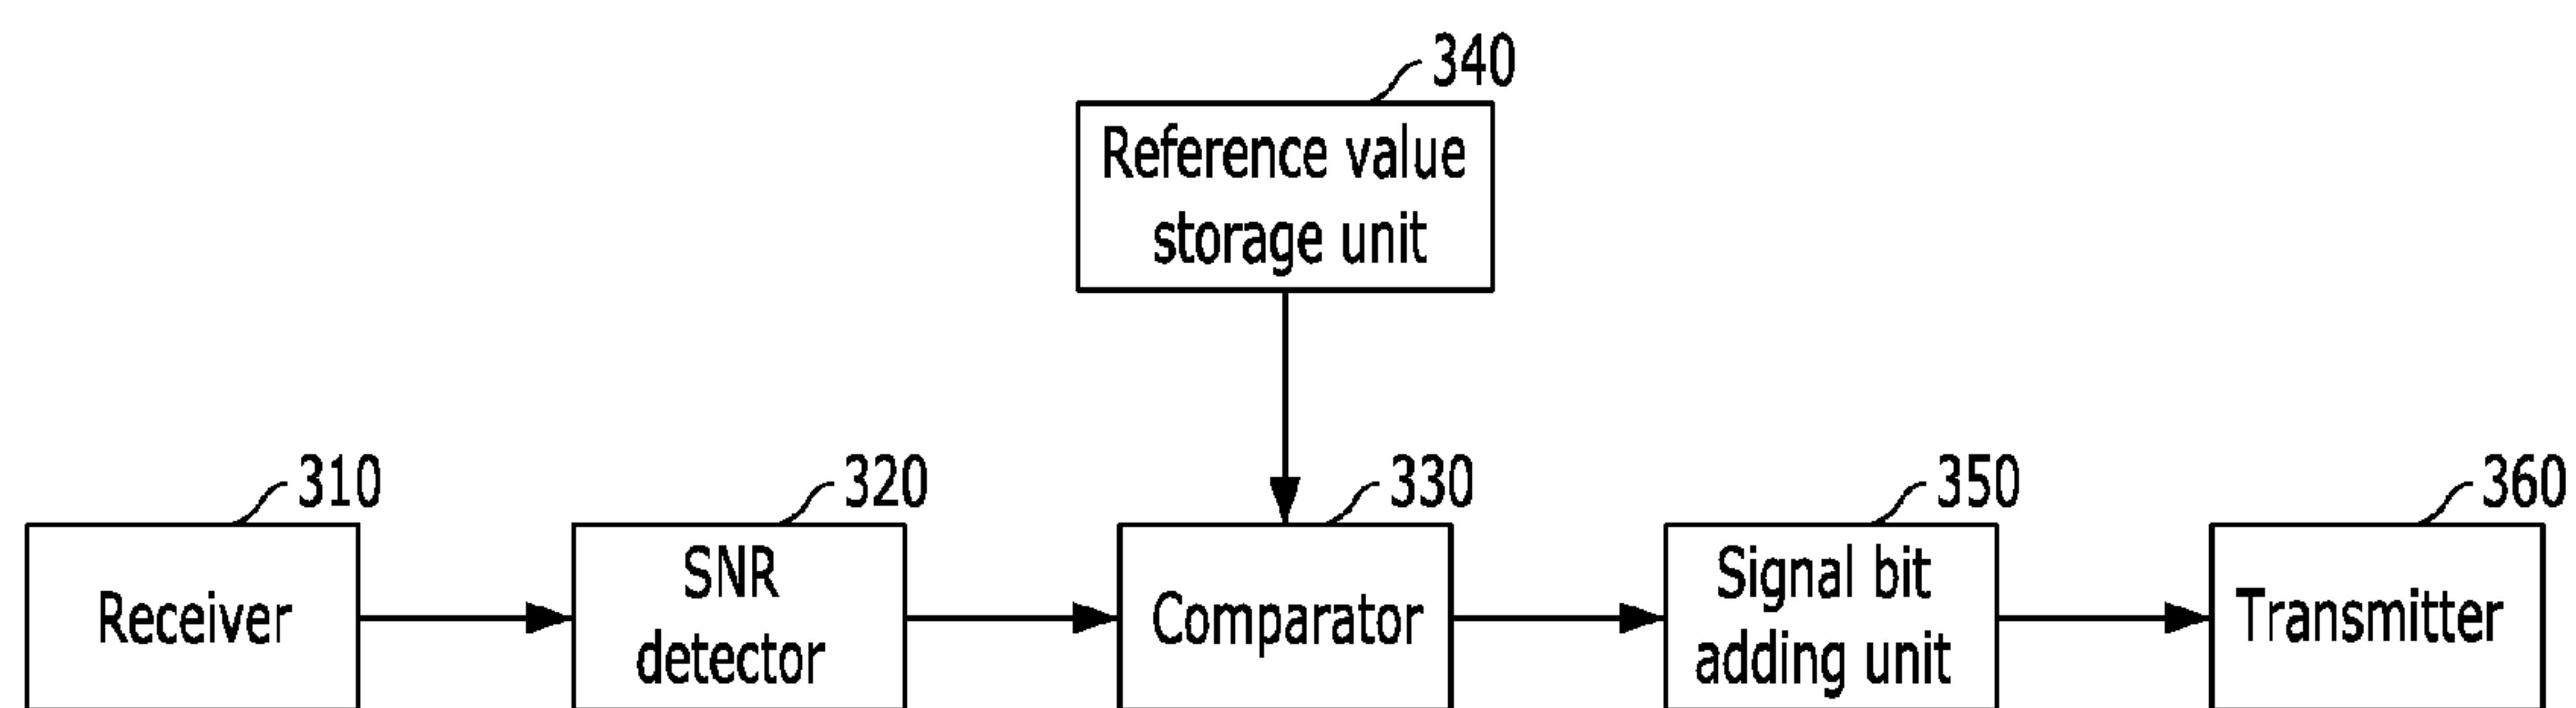 340
Reference value
storage unit
310
320
330
350
360
Receiver
SNR
detector
Comparator
Signal bit
adding unit
Transmitter